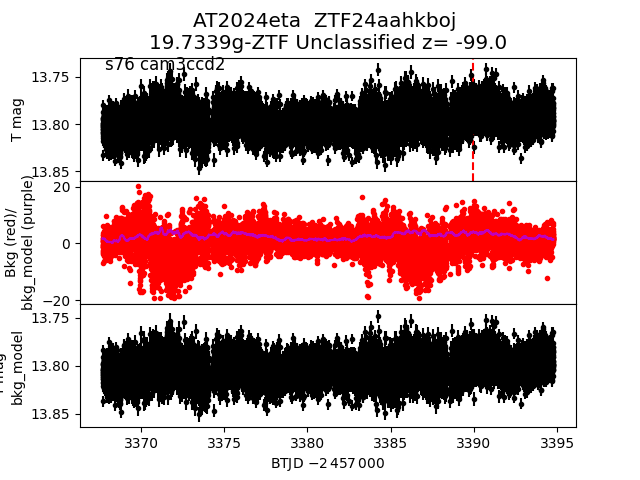 AT2024eta  ZTF24aahkboj
19.7339g-ZTF Unclassified z= -99.0
s76 cam3ccd2
13.75
13.80
13.85
T mag
20
0
−20
Bkg (red)/
bkg_model (purple)
13.75
13.80
13.85
mag
bkg_model
3370
3375
3380
3385
3390
3395
BTJD −2 457 000